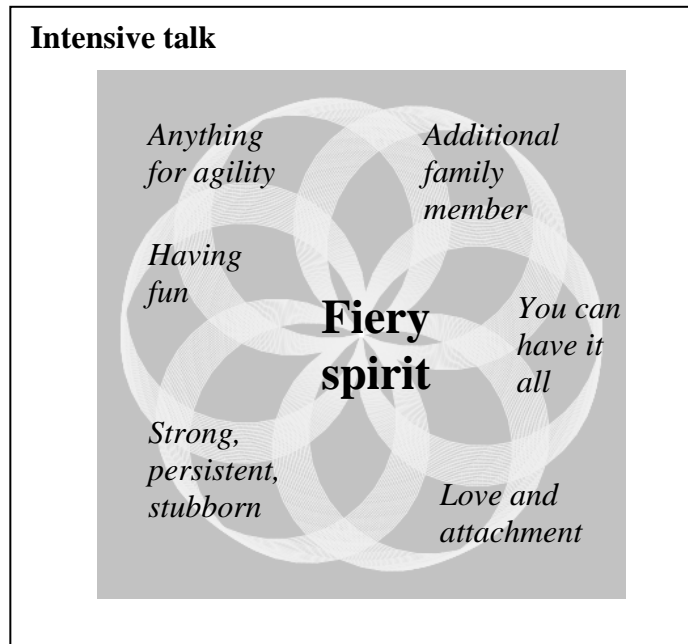 Intensive talk
Anything
for agility
Additional
family
member
Having
fun
Fiery
spirit
You can
have it
all
Strong,
persistent,
stubborn
Love and
attachment